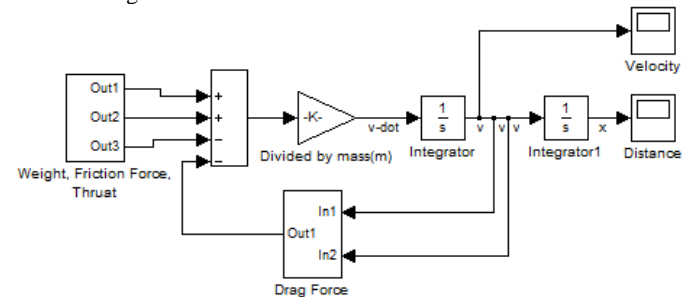 Velocity
Out1
Out2
Out3
+
+
−
−
-K-
v-dot
1
s
v
v
v
1
s
x
Weight, Friction Force,
Thruat
Divided by mass(m)
Integrator
Integrator1
Distance
In1
Out1
In2
Drag Force